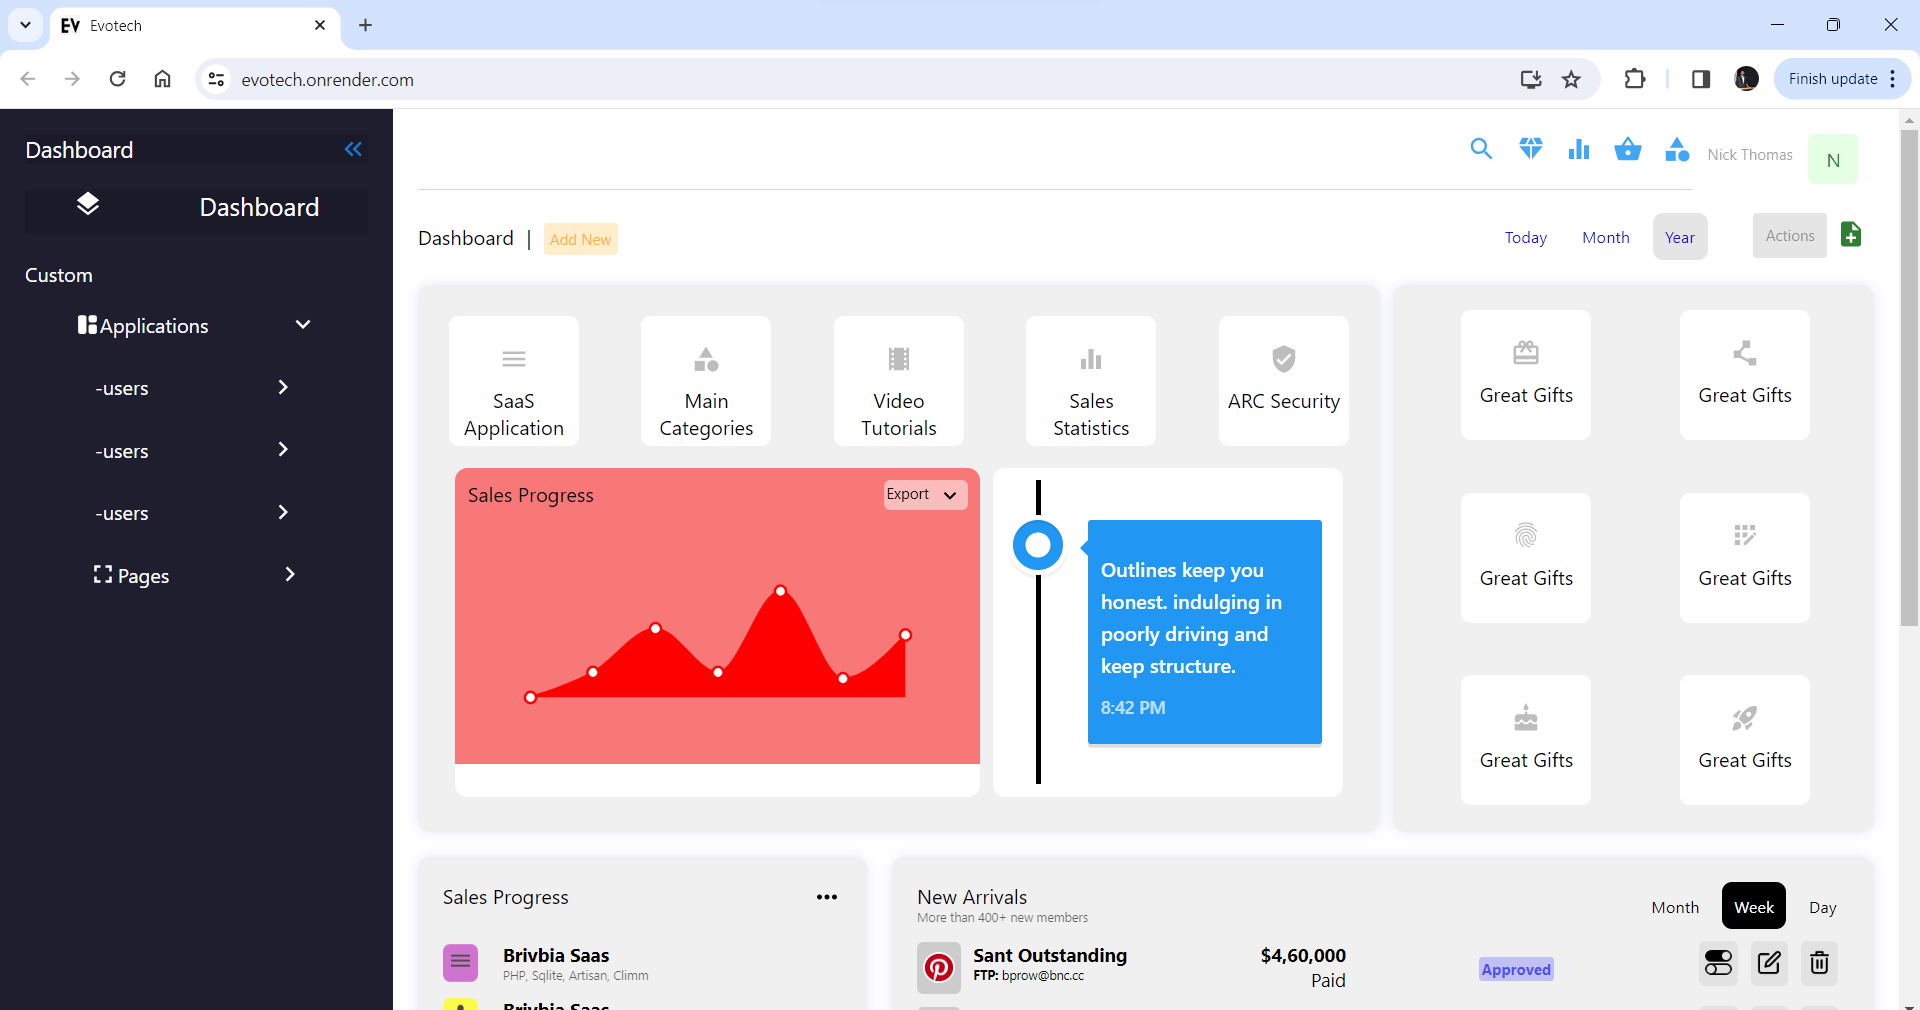 EV Evotech
evotech.onrender.com
Finish update
Dashboard
Dashboard
Custom
Applications
-users
-users
-users
Pages
Nick Thomas
N
Dashboard | Add New
Today Month Year Actions
SaaS
Application
Main
Categories
Video
Tutorials
Sales
Statistics
ARC Security
Great Gifts
Great Gifts
Sales Progress
Export
Outlines keep you
honest. indulging in
poorly driving and
keep structure.
8:42 PM
Great Gifts
Great Gifts
Great Gifts
Great Gifts
Sales Progress
Brivbia Saas
PHP, Sqlite, Artisan, Climm
Brivbia Saas
New Arrivals
More than 400+ new members
Month Week Day
Sant Outstanding
FTP: bprow@bnc.cc
$4,60,000
Paid
Approved